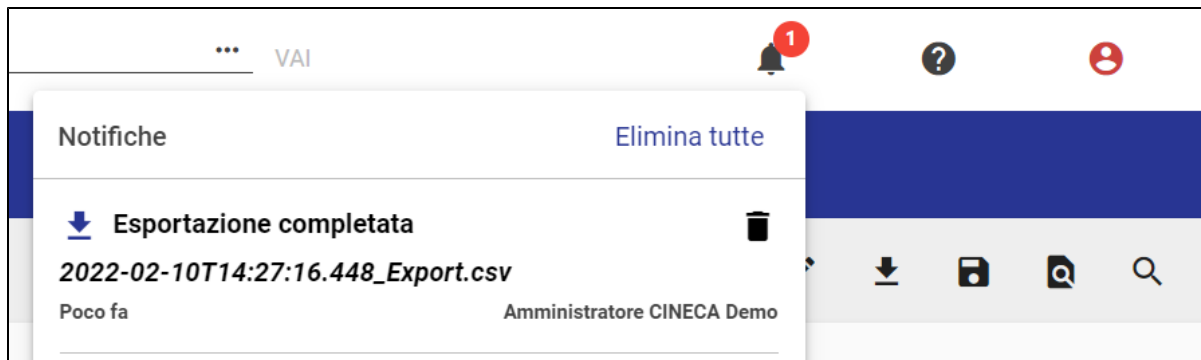 ... VAI 1
Notifiche Elimina tutte
Esportazione completata
2022-02-10T14:27:16.448_Export.csv
Poco fa Amministratore CINECA Demo